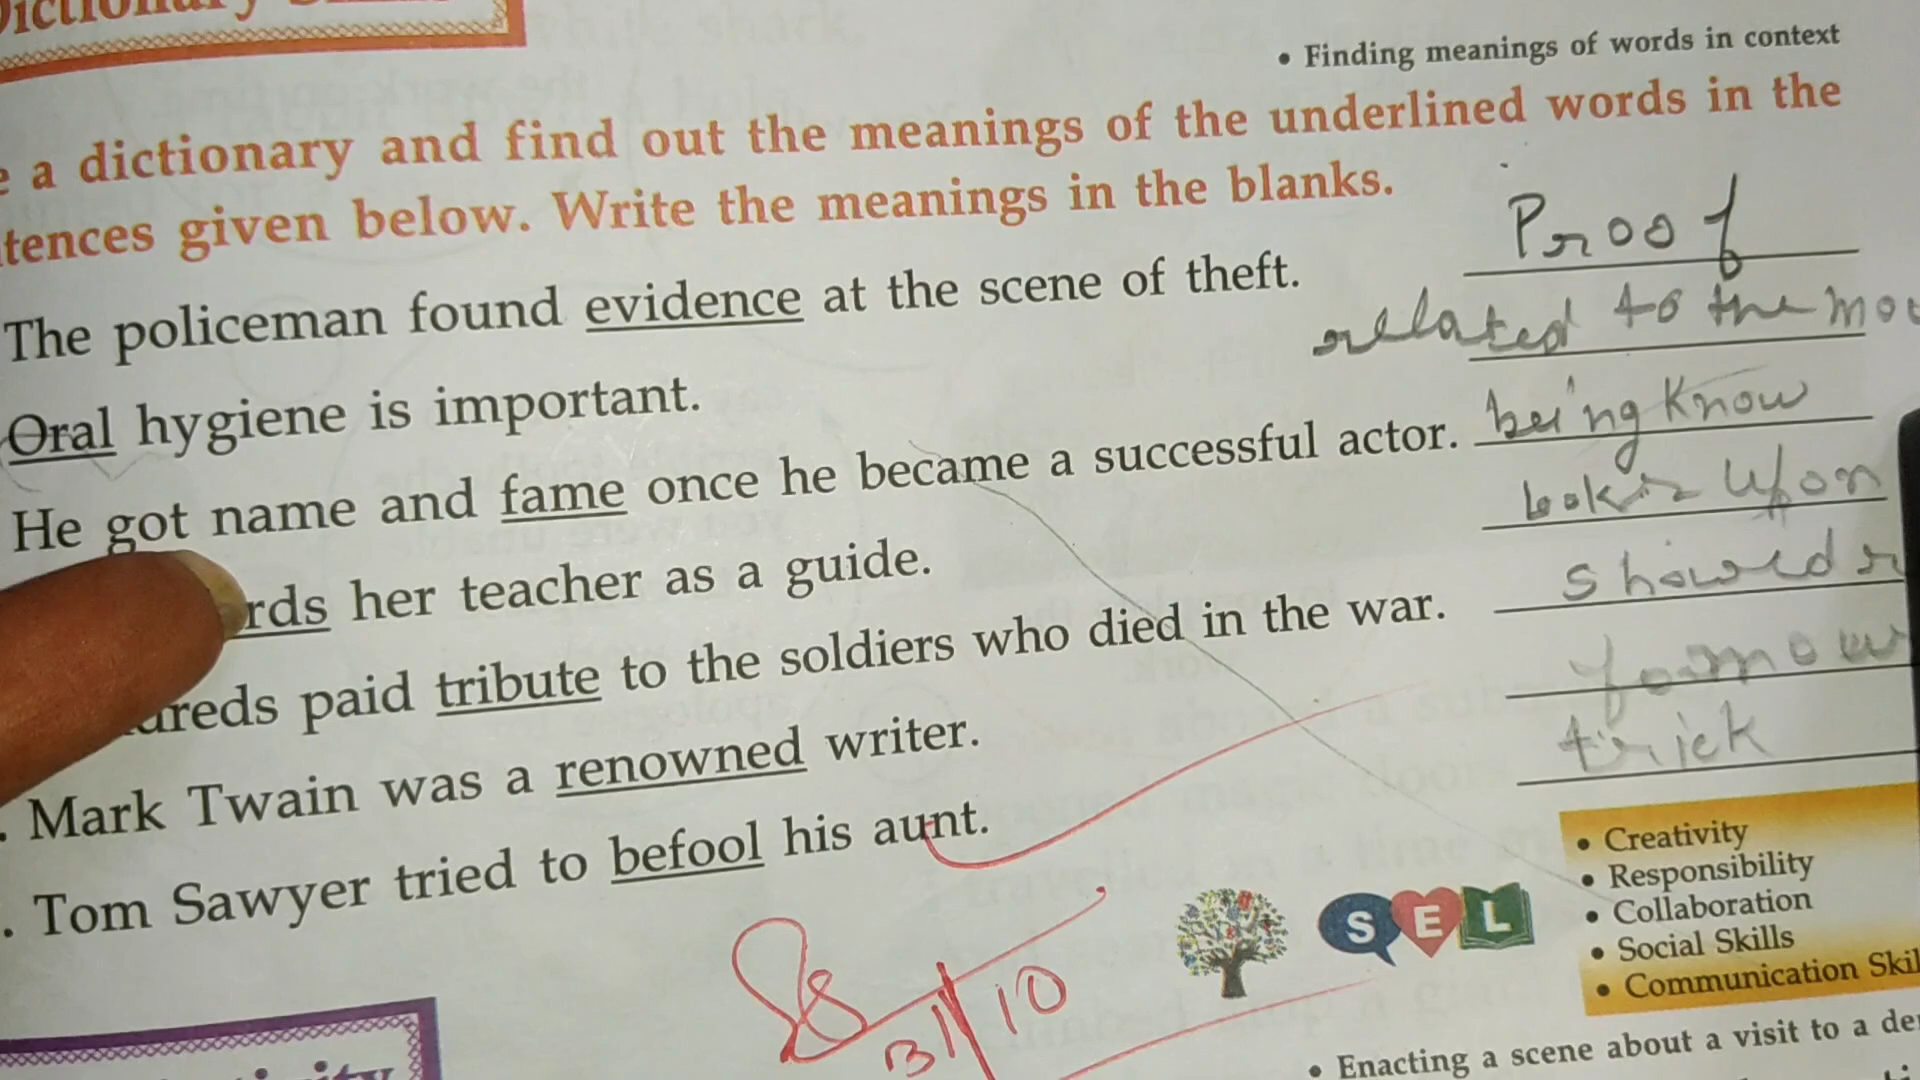 • Finding meanings of words in context
a dictionary and find out the meanings of the underlined words in the
tences given below. Write the meanings in the blanks.
The policeman found evidence at the scene of theft. Proof
Oral hygiene is important. related to the mou
He got name and fame once he became a successful actor. being Know
rds her teacher as a guide. upon
dreds paid tribute to the soldiers who died in the war.
. Mark Twain was a renowned writer.
. Tom Sawyer tried to befool his aunt. trick
SEL
• Creativity
• Responsibility
• Collaboration
• Social Skills
• Communication Skil
31/10
• Enacting a scene about a visit to a de